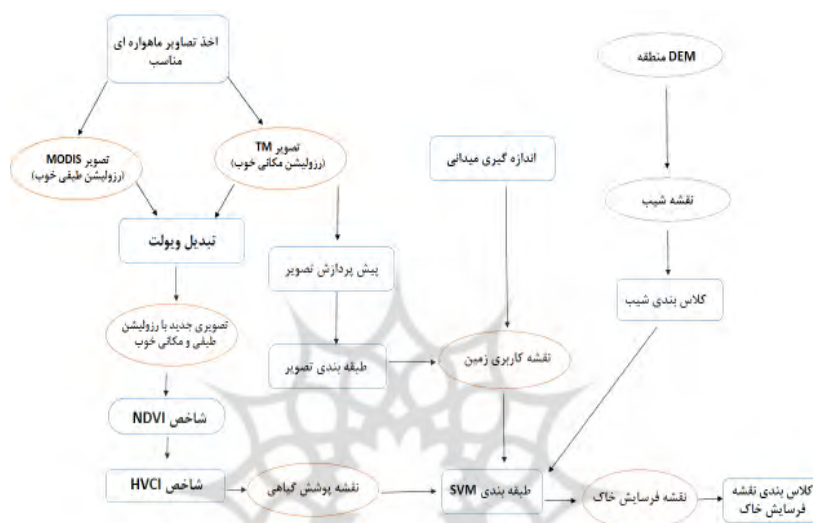 اخذ تصاویر ماهواره ای
مناسب
DEM منطقه
تصویر MODIS
(رزولیشن طیفی خوب)
تصویر TM
(رزولیشن مکانی خوب)
اندازه گیری میدانی
نقشه شیب
تبدیل ویولت
پیش پردازش تصویر
کلاس بندی شیب
تصویری جدید با رزولیشن
طیفی و مکانی خوب
طبقه بندی تصویر
نقشه کاربری زمین
شاخص NDVI
شاخص HVCI
نقشه پوشش گیاهی
طبقه بندی SVM
نقشه فرسایش خاک
کلاس بندی نقشه
فرسایش خاک